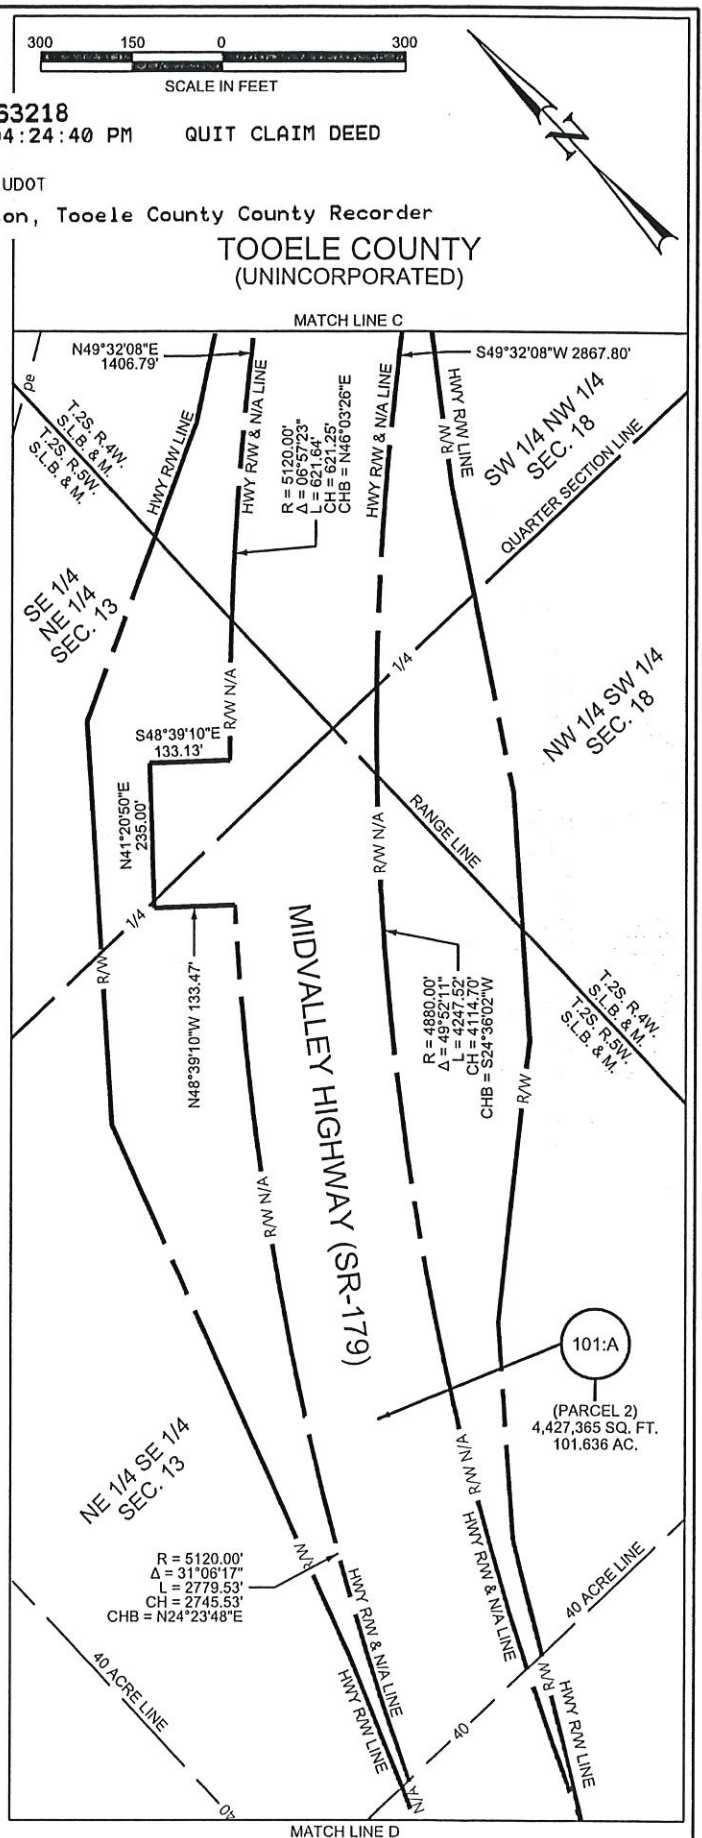 300 150 0 300
SCALE IN FEET
63218
04:24:40 PM QUIT CLAIM DEED
UDOT
on, Tooele County County Recorder
N
TOOELE COUNTY
(UNINCORPORATED)
MATCH LINE C
N49°32'08"E
1406.79'
S49°32'08"W 2867.80'
pe
T.2S. R.4W.
S.L.B. & M.
T.2S. R.5W.
S.L.B. & M.
HWY R/W LINE
HWY R/W & N/A LINE
R = 5120.00'
Δ = 06°57'23"
L = 621.64'
CH = 621.25'
CHB = N46°03'26"E
HWY R/W & N/A LINE
HWY R/W LINE
R/W
SW 1/4 NW 1/4
SEC. 18
QUARTER SECTION LINE
SE 1/4
NE 1/4
SEC. 13
1/4
R/W N/A
NW 1/4 SW 1/4
SEC. 18
S48°39'10"E
133.13'
N41°20'50"E
235.00'
RANGE LINE
R/W N/A
1/4
R/W
N48°39'10"W 133.47'
MIDVALLEY HIGHWAY (SR-179)
R = 4880.00'
Δ = 49°52'11"
L = 4247.52'
CH = 4114.70'
CHB = S24°36'02"W
T.2S. R.4W.
S.L.B. & M.
T.2S. R.5W.
S.L.B. & M.
R/W
R/W N/A
101:A
(PARCEL 2)
4,427,365 SQ. FT.
101.636 AC.
NE 1/4 SE 1/4
SEC. 13
R/W N/A
R = 5120.00'
Δ = 31°06'17"
L = 2779.53'
CH = 2745.53'
CHB = N24°23'48"E
R/W
HWY R/W & N/A LINE
HWY R/W & N/A LINE
40 ACRE LINE
40 ACRE LINE
HWY R/W LINE
R/W
HWY R/W LINE
40
40
N/A
MATCH LINE D